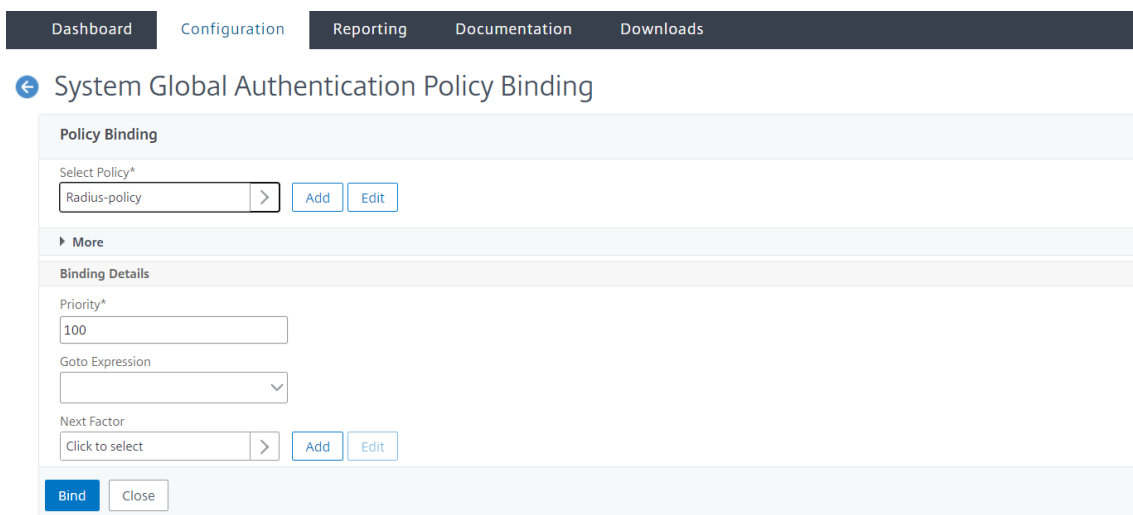 Dashboard Configuration Reporting Documentation Downloads
System Global Authentication Policy Binding
Policy Binding
Select Policy*
Radius-policy Add Edit
More
Binding Details
Priority*
100
Goto Expression
Next Factor
Click to select Add Edit
Bind Close